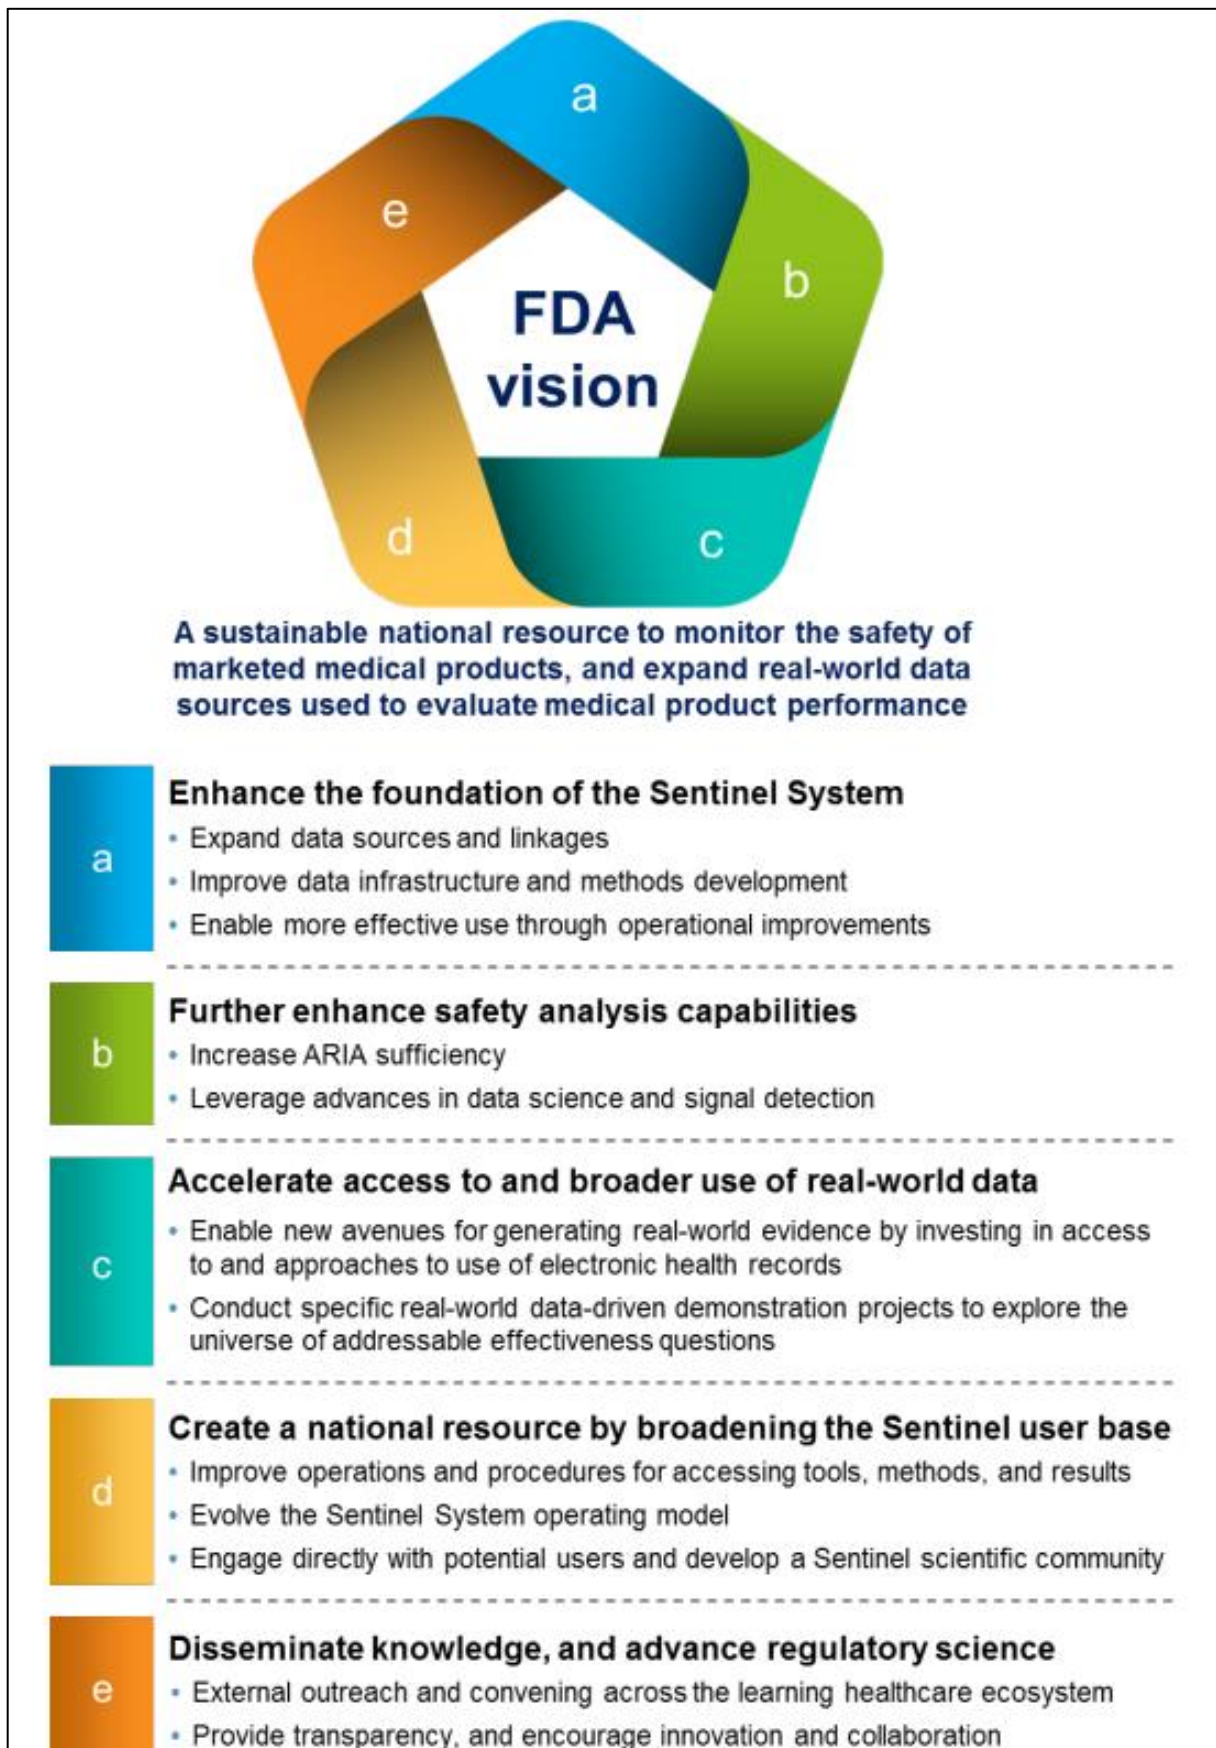 a
e
b
FDA
vision
d
c
A sustainable national resource to monitor the safety of
marketed medical products, and expand real-world data
sources used to evaluate medical product performance
a
Enhance the foundation of the Sentinel System
• Expand data sources and linkages
• Improve data infrastructure and methods development
• Enable more effective use through operational improvements
b
Further enhance safety analysis capabilities
• Increase ARIA sufficiency
• Leverage advances in data science and signal detection
c
Accelerate access to and broader use of real-world data
• Enable new avenues for generating real-world evidence by investing in access
to and approaches to use of electronic health records
• Conduct specific real-world data-driven demonstration projects to explore the
universe of addressable effectiveness questions
d
Create a national resource by broadening the Sentinel user base
• Improve operations and procedures for accessing tools, methods, and results
• Evolve the Sentinel System operating model
• Engage directly with potential users and develop a Sentinel scientific community
e
Disseminate knowledge, and advance regulatory science
• External outreach and convening across the learning healthcare ecosystem
• Provide transparency, and encourage innovation and collaboration